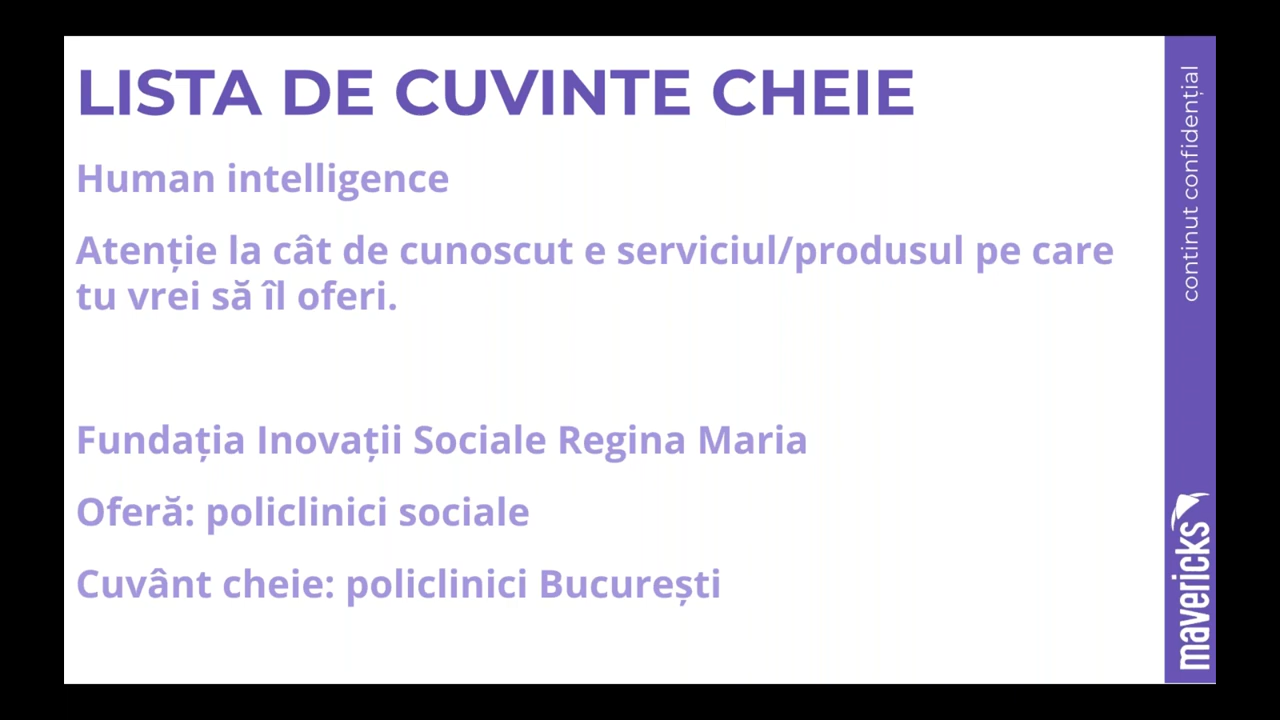 LISTA DE CUVINTE CHEIE
Human intelligence
Atenție la cât de cunoscut e serviciul/produsul pe care
tu vrei să îl oferi.
Fundația Inovații Sociale Regina Maria
Oferă: policlinici sociale
Cuvânt cheie: policlinici București
continut confidențial
mavericks